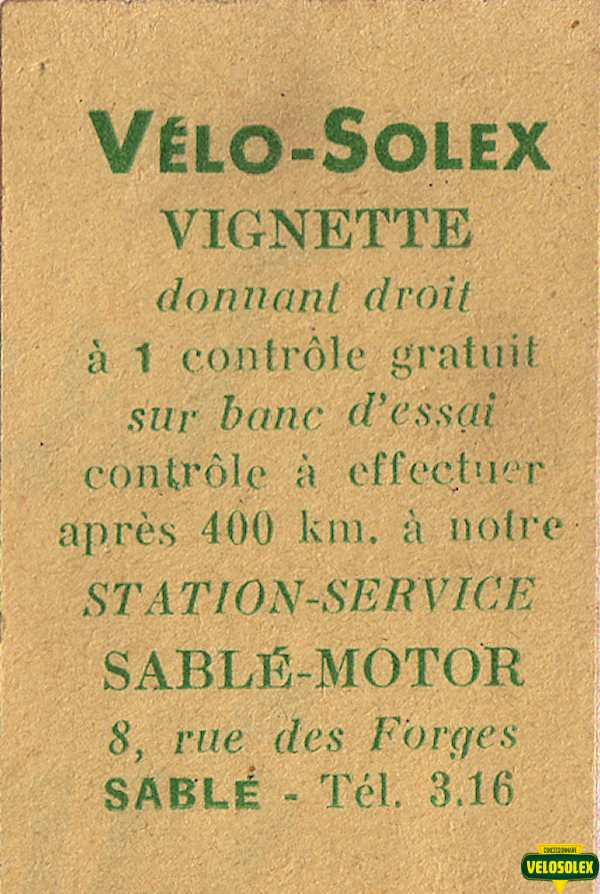 VÉLO-SOLEX
VIGNETTE
donnant droit
à 1 contrôle gratuit
sur banc d'essai
contrôle à effectuer
après 400 km. à notre
STATION-SERVICE
SABLÉ-MOTOR
8, rue des Forges
SABLÉ - Tél. 3.16
CONCESSIONNAIRE
VELOSOLEX